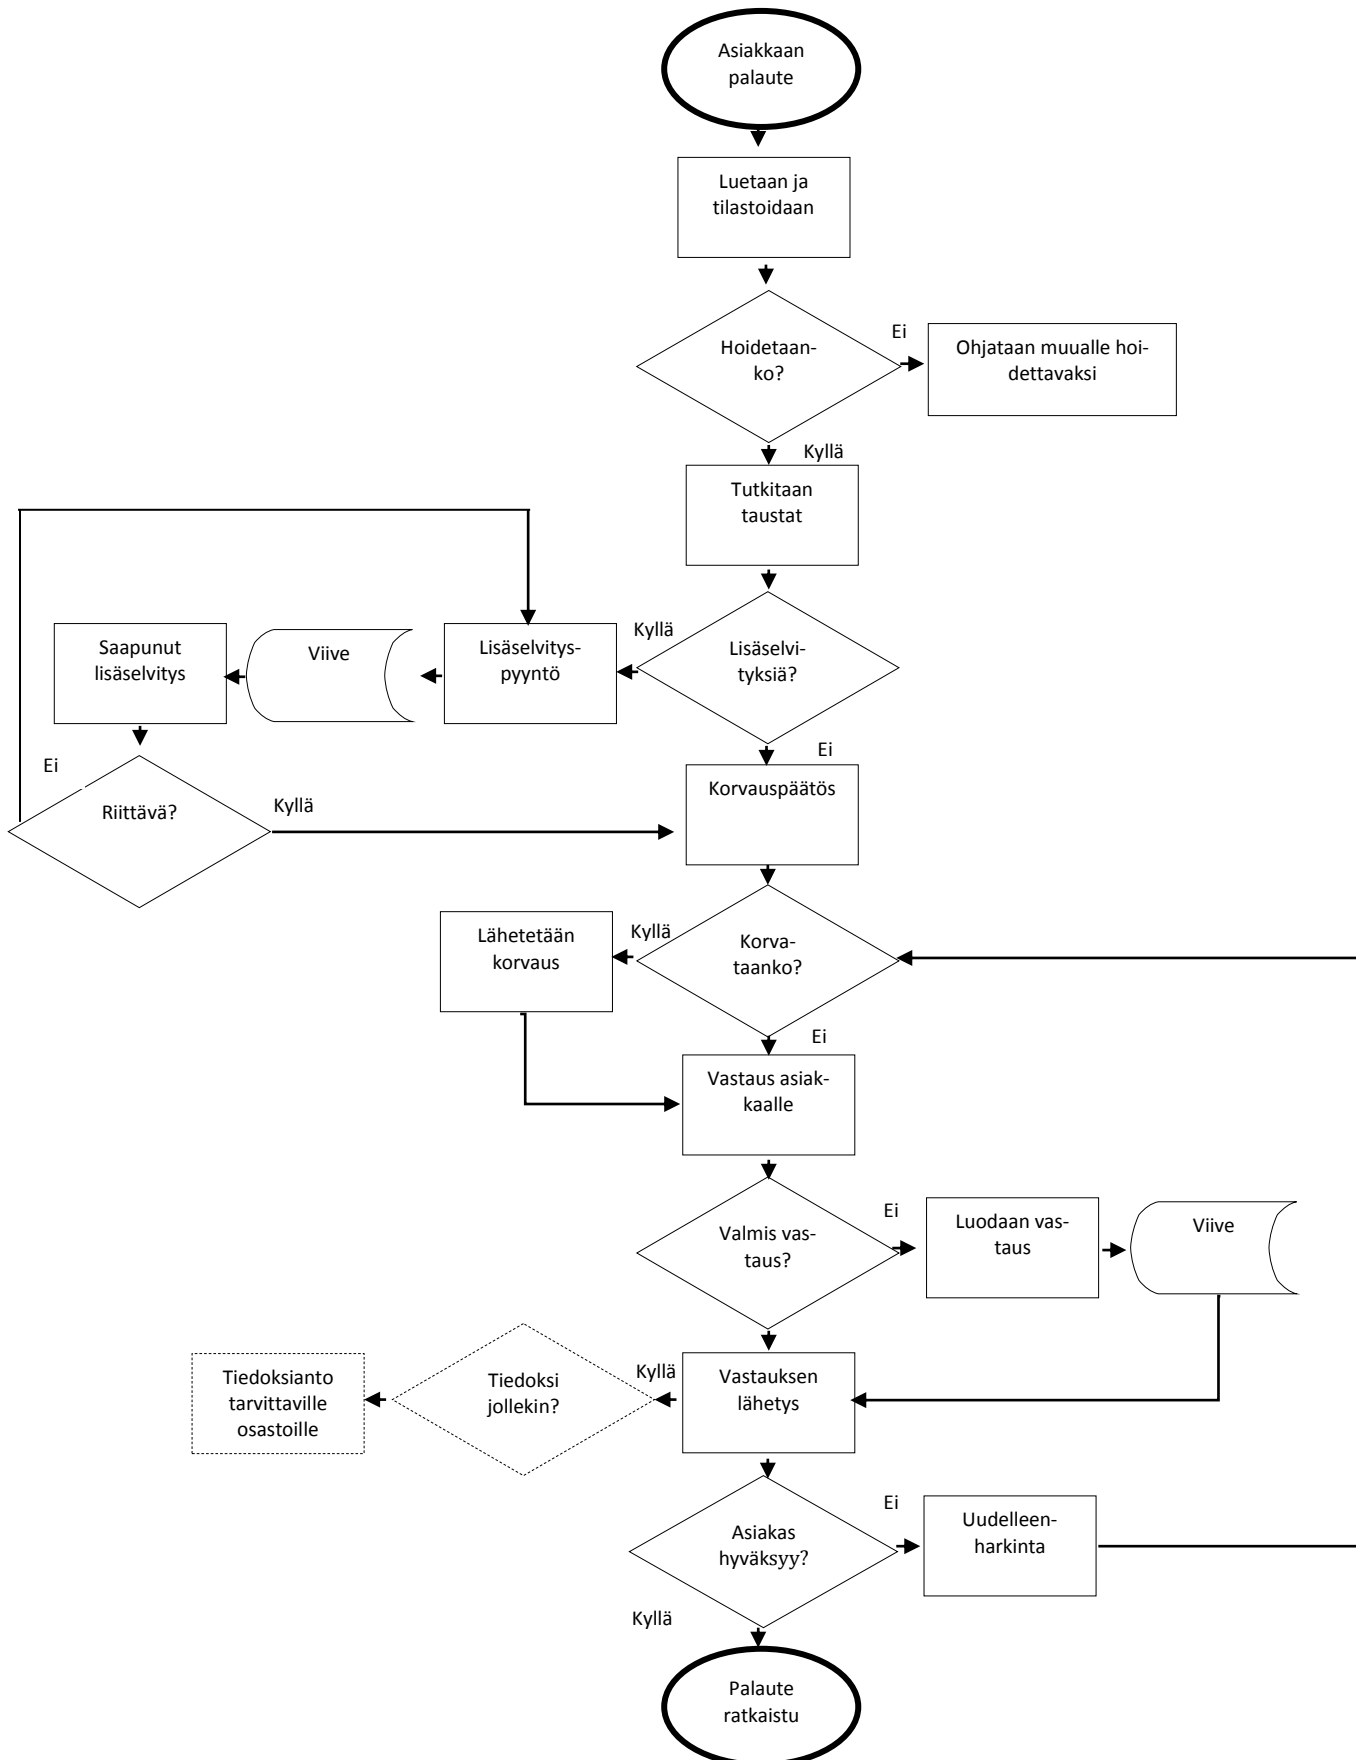 Asiakkaan
palaute
Luetaan ja
tilastoidaan
Hoidetaan-
ko?
Ei
Ohjataan muualle hoi-
dettavaksi
Kyllä
Tutkitaan
taustat
Lisäselvi-
tyksiä?
Kyllä
Lisäselvitys-
pyyntö
Viive
Saapunut
lisäselvitys
Ei
Riittävä?
Kyllä
Ei
Korvauspäätös
Korva-
taanko?
Kyllä
Lähetetään
korvaus
Ei
Vastaus asiak-
kaalle
Valmis vas-
taus?
Ei
Luodaan vas-
taus
Viive
Vastauksen
lähetys
Kyllä
Tiedoksi
jollekin?
Tiedoksianto
tarvittaville
osastoille
Asiakas
hyväksyy?
Ei
Uudelleen-
harkinta
Kyllä
Palaute
ratkaistu